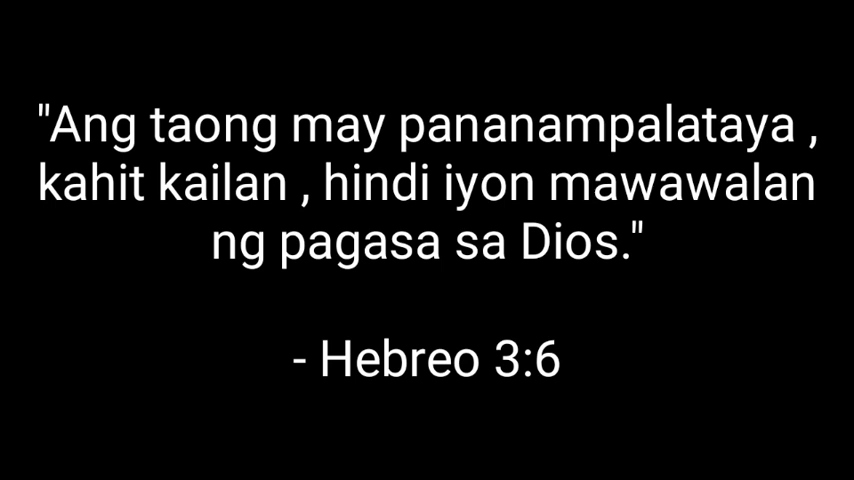 "Ang taong may pananampalataya ,
kahit kailan , hindi iyon mawawalan
ng pagasa sa Dios."
- Hebreo 3:6